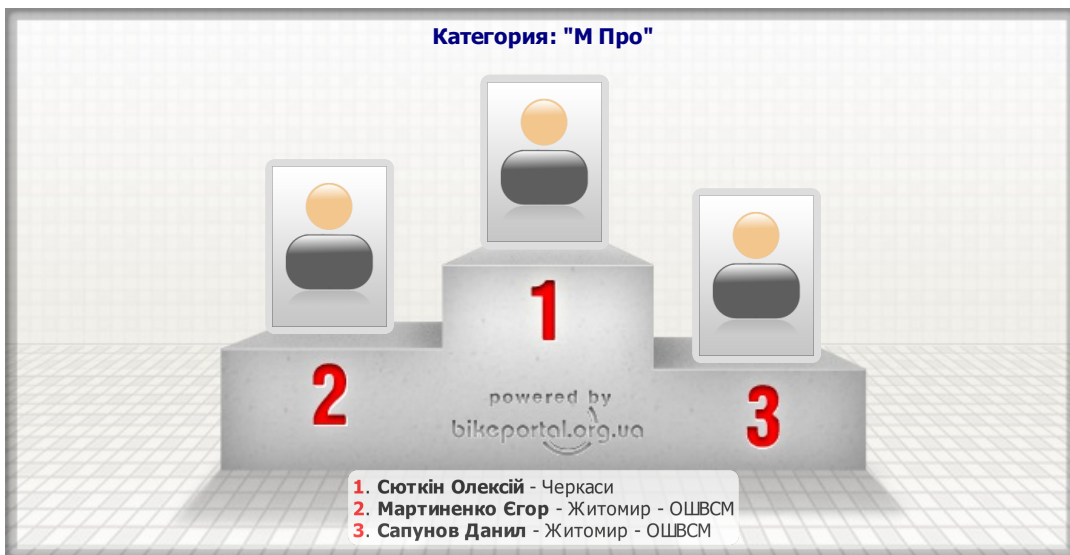 Категория: "М Про"
1
2
3
powered by
bikeportal.org.ua
1. Сюткін Олексій - Черкаси
2. Мартиненко Єгор - Житомир - ОШВСМ
3. Сапунов Данил - Житомир - ОШВСМ